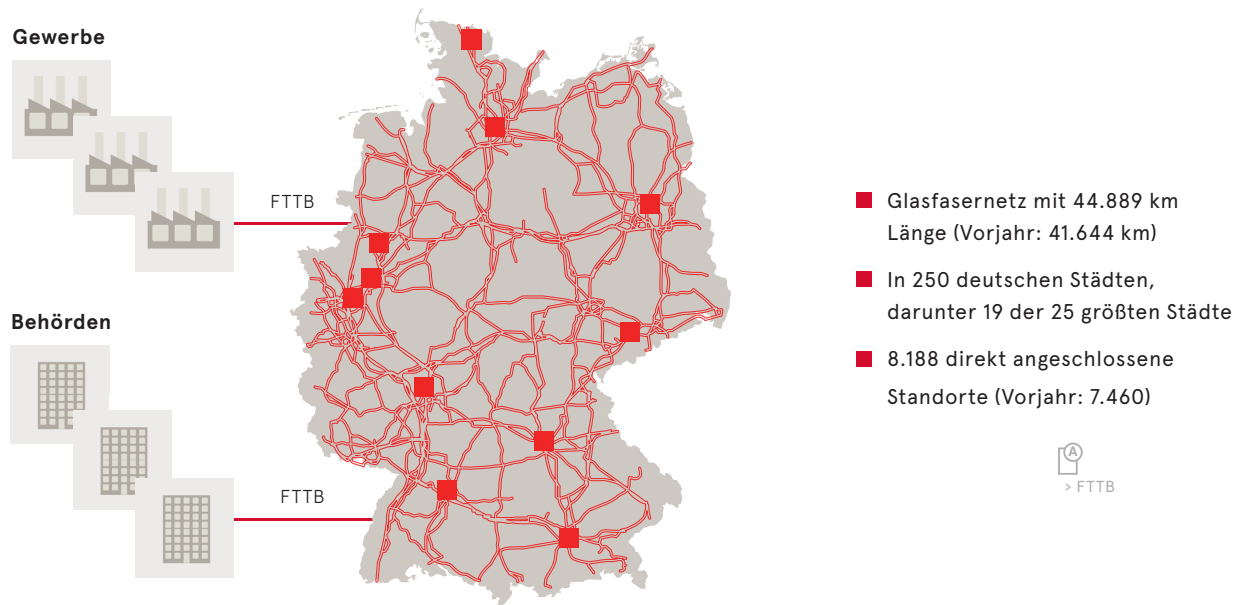 Gewerbe
FTTB
Behörden
FTTB
Glasfasernetz mit 44.889 km
Länge (Vorjahr: 41.644 km)
In 250 deutschen Städten,
darunter 19 der 25 größten Städte
8.188 direkt angeschlossene
Standorte (Vorjahr: 7.460)
A
> FTTB